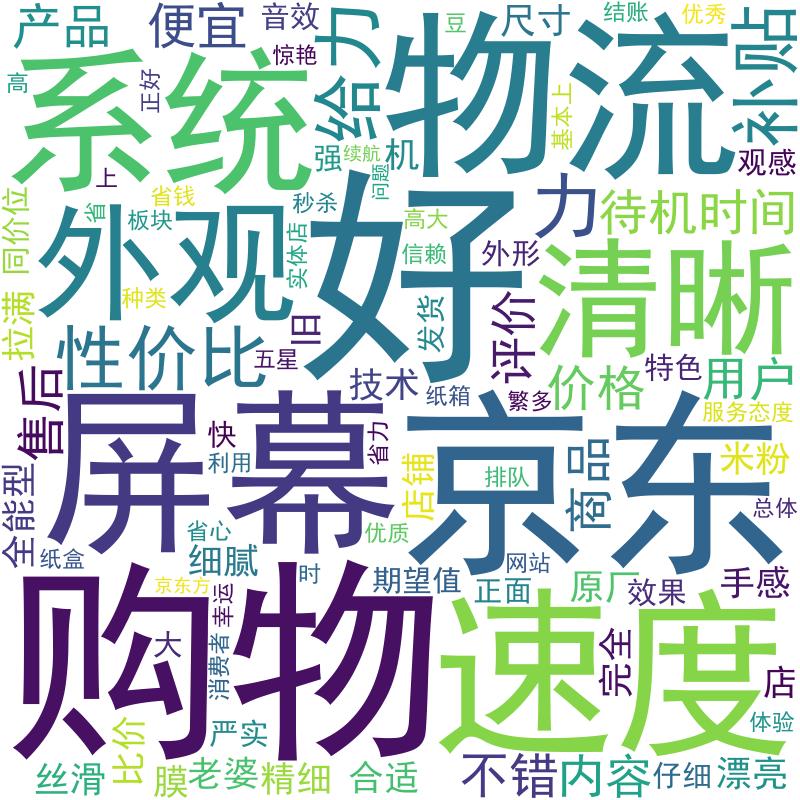 产品
便宜
音效
惊艳
给力
豆
尺寸
结账
优秀
补贴
高
正好
系统
物流
基本上
强
续航
机
问题
观感
上
省
省钱
板块
秒杀
高大
力
待机时间
同价位
外观
种类
实体店
好
信赖
外形
清晰
拉满
旧
发货
评价
性价比
五星
技术
纸箱
繁多
价格
特色
用户
售后
屏幕
快
利用
省力
京东
店铺
排队
商品
服务态度
米粉
全能型
纸盒
省心
细腻
优质
总体
京东方
时
期望值
网站
正面
原厂
效果
手感
购物
大
幸运
消费者
速度
完全
店
体验
比价
严实
丝滑
膜
老婆
精细
合适
不错
内容
仔细
漂亮